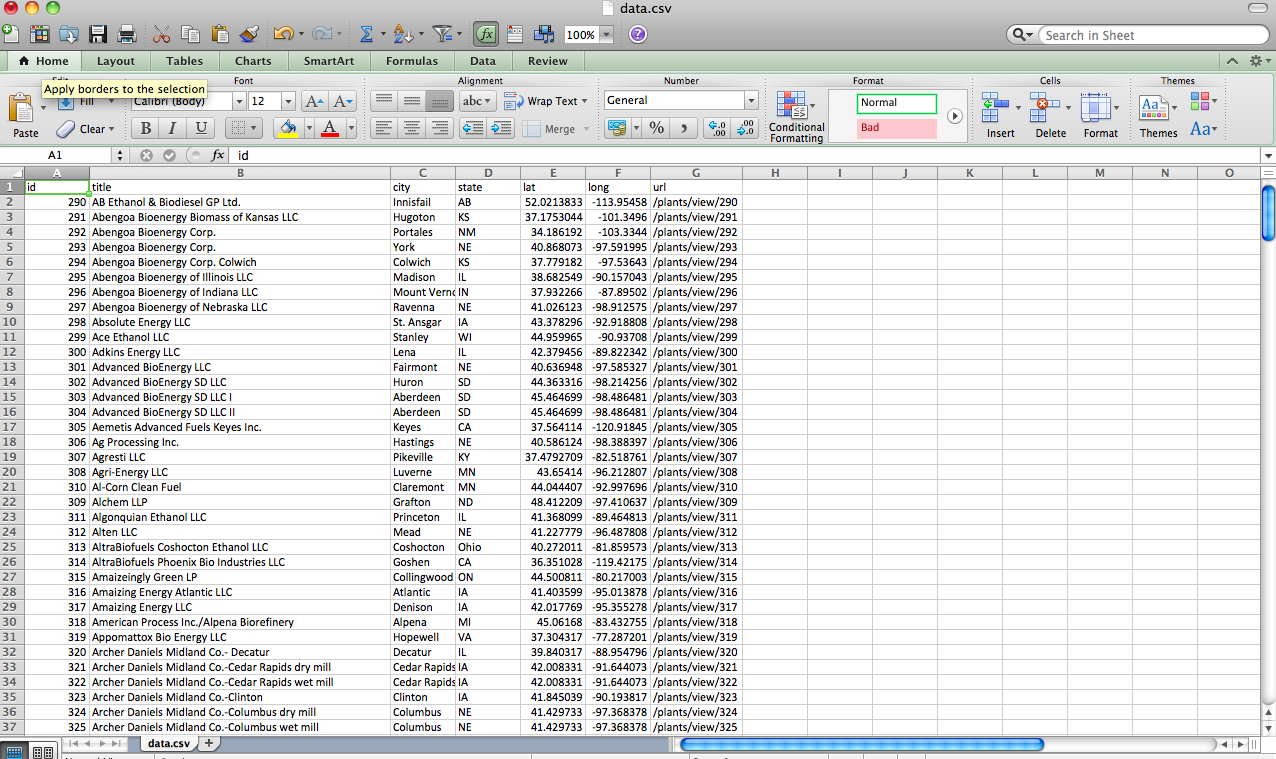 data.csv
100%
Search in Sheet
Home Layout Tables Charts SmartArt Formulas Data Review
Edit Font Alignment Number Format Cells Themes
Apply borders to the selection
Paste Fill Clear Calibri (Body) 12 A A abc Wrap Text General Conditional Formatting Normal Insert Delete Format Themes Aa
B I U A Merge % Bad
A1 fx id
A B C D E F G H I J K L M N O
1 id title city state lat long url
2 290 AB Ethanol & Biodiesel GP Ltd. Innisfail AB 52.0213833 -113.95458 /plants/view/290
3 291 Abengoa Bioenergy Biomass of Kansas LLC Hugoton KS 37.1753044 -101.3496 /plants/view/291
4 292 Abengoa Bioenergy Corp. Portales NM 34.186192 -103.3344 /plants/view/292
5 293 Abengoa Bioenergy Corp. York NE 40.868073 -97.591995 /plants/view/293
6 294 Abengoa Bioenergy Corp. Colwich Colwich KS 37.779182 -97.53643 /plants/view/294
7 295 Abengoa Bioenergy of Illinois LLC Madison IL 38.682549 -90.157043 /plants/view/295
8 296 Abengoa Bioenergy of Indiana LLC Mount Verno IN 37.932266 -87.89502 /plants/view/296
9 297 Abengoa Bioenergy of Nebraska LLC Ravenna NE 41.026123 -98.912575 /plants/view/297
10 298 Absolute Energy LLC St. Ansgar IA 43.378296 -92.918808 /plants/view/298
11 299 Ace Ethanol LLC Stanley WI 44.959965 -90.93708 /plants/view/299
12 300 Adkins Energy LLC Lena IL 42.379456 -89.822342 /plants/view/300
13 301 Advanced BioEnergy LLC Fairmont NE 40.636948 -97.585327 /plants/view/301
14 302 Advanced BioEnergy SD LLC Huron SD 44.363316 -98.214256 /plants/view/302
15 303 Advanced BioEnergy SD LLC I Aberdeen SD 45.464699 -98.486481 /plants/view/303
16 304 Advanced BioEnergy SD LLC II Aberdeen SD 45.464699 -98.486481 /plants/view/304
17 305 Aemetis Advanced Fuels Keyes Inc. Keyes CA 37.564114 -120.91845 /plants/view/305
18 306 Ag Processing Inc. Hastings NE 40.586124 -98.388397 /plants/view/306
19 307 Agresti LLC Pikeville KY 37.4792709 -82.518761 /plants/view/307
20 308 Agri-Energy LLC Luverne MN 43.65414 -96.212807 /plants/view/308
21 310 Al-Corn Clean Fuel Claremont MN 44.044407 -92.997696 /plants/view/310
22 309 Alchem LLP Grafton ND 48.412209 -97.410637 /plants/view/309
23 311 Algonquian Ethanol LLC Princeton IL 41.368099 -89.464813 /plants/view/311
24 312 Alten LLC Mead NE 41.227779 -96.487808 /plants/view/312
25 313 AltraBiofuels Coshocton Ethanol LLC Coshocton Ohio 40.272011 -81.859573 /plants/view/313
26 314 AltraBiofuels Phoenix Bio Industries LLC Goshen CA 36.351028 -119.42175 /plants/view/314
27 315 Amaizeingly Green LP Collingwood ON 44.500811 -80.217003 /plants/view/315
28 316 Amaizing Energy Atlantic LLC Atlantic IA 41.403599 -95.013878 /plants/view/316
29 317 Amaizing Energy LLC Denison IA 42.017769 -95.355278 /plants/view/317
30 318 American Process Inc./Alpena Biorefinery Alpena MI 45.06168 -83.432755 /plants/view/318
31 319 Appomattox Bio Energy LLC Hopewell VA 37.304317 -77.287201 /plants/view/319
32 320 Archer Daniels Midland Co.- Decatur Decatur IL 39.840317 -88.954796 /plants/view/320
33 321 Archer Daniels Midland Co.-Cedar Rapids dry mill Cedar Rapids IA 42.008331 -91.644073 /plants/view/321
34 322 Archer Daniels Midland Co.-Cedar Rapids wet mill Cedar Rapids IA 42.008331 -91.644073 /plants/view/322
35 323 Archer Daniels Midland Co.-Clinton Clinton IA 41.845039 -90.193817 /plants/view/323
36 324 Archer Daniels Midland Co.-Columbus dry mill Columbus NE 41.429733 -97.368378 /plants/view/324
37 325 Archer Daniels Midland Co.-Columbus wet mill Columbus NE 41.429733 -97.368378 /plants/view/325
data.csv